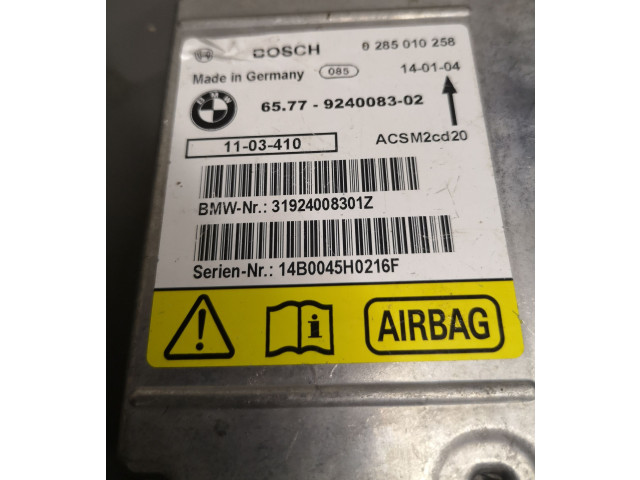 BOSCH 0 285 010 258
Made in Germany 085 14-01-04
BMW 65.77 - 9240083-02
11-03-410 ACSM2cd20
BMW-Nr.: 31924008301Z
Serien-Nr.: 14B0045H0216F
! i AIRBAG